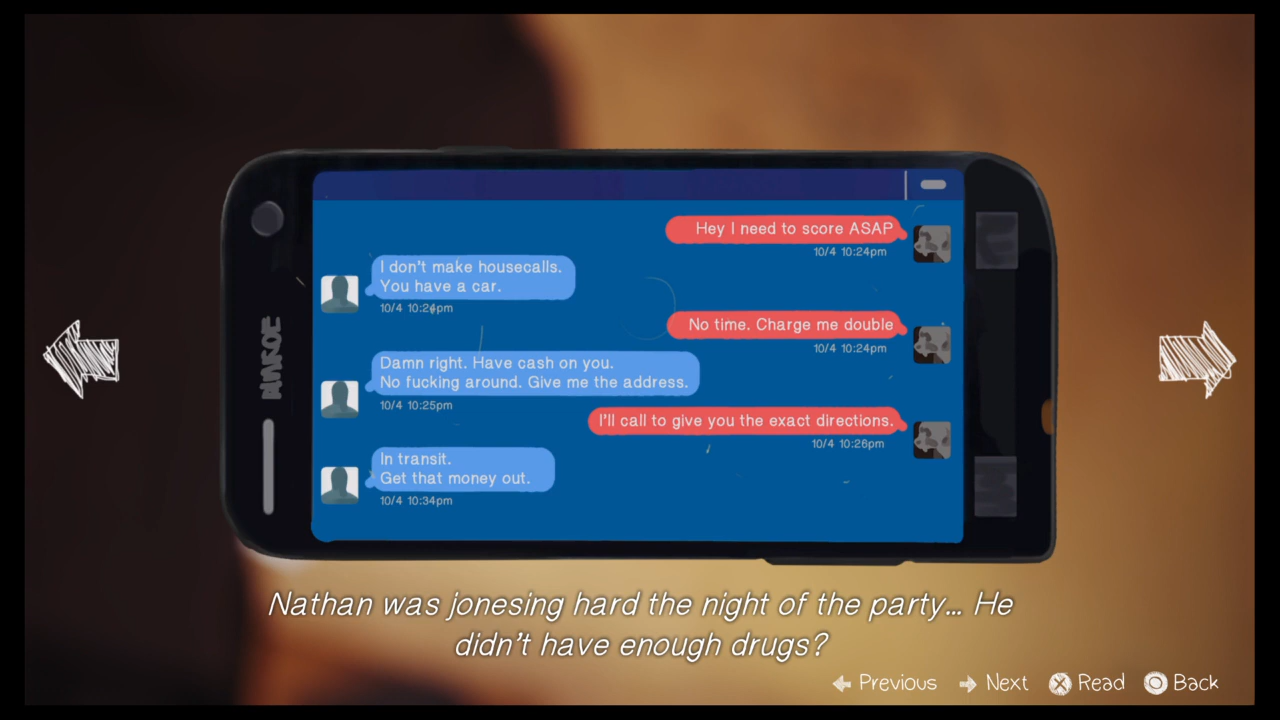 Hey I need to score ASAP
10/4 10:24pm
I don't make housecalls.
You have a car.
10/4 10:24pm
No time. Charge me double
10/4 10:24pm
Damn right. Have cash on you.
No fucking around. Give me the address.
10/4 10:25pm
I'll call to give you the exact directions.
10/4 10:26pm
In transit.
Get that money out.
10/4 10:34pm
Nathan was jonesing hard the night of the party... He
didn't have enough drugs?
Previous Next Read Back